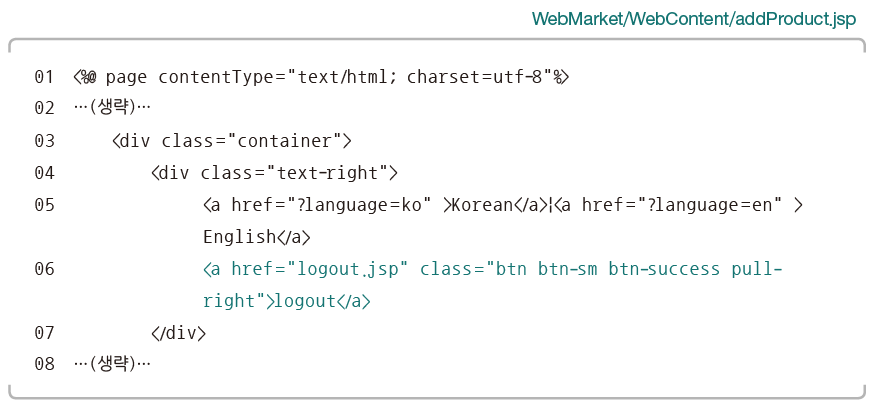 WebMarket/WebContent/addProduct.jsp
01 <%@ page contentType="text/html; charset=utf-8"%>
02 …(생략)…
03 <div class="container">
04 <div class="text-right">
05 <a href="?language=ko" >Korean</a>|<a href="?language=en" >
English</a>
06 <a href="logout.jsp" class="btn btn-sm btn-success pull-
right">logout</a>
07 </div>
08 …(생략)…